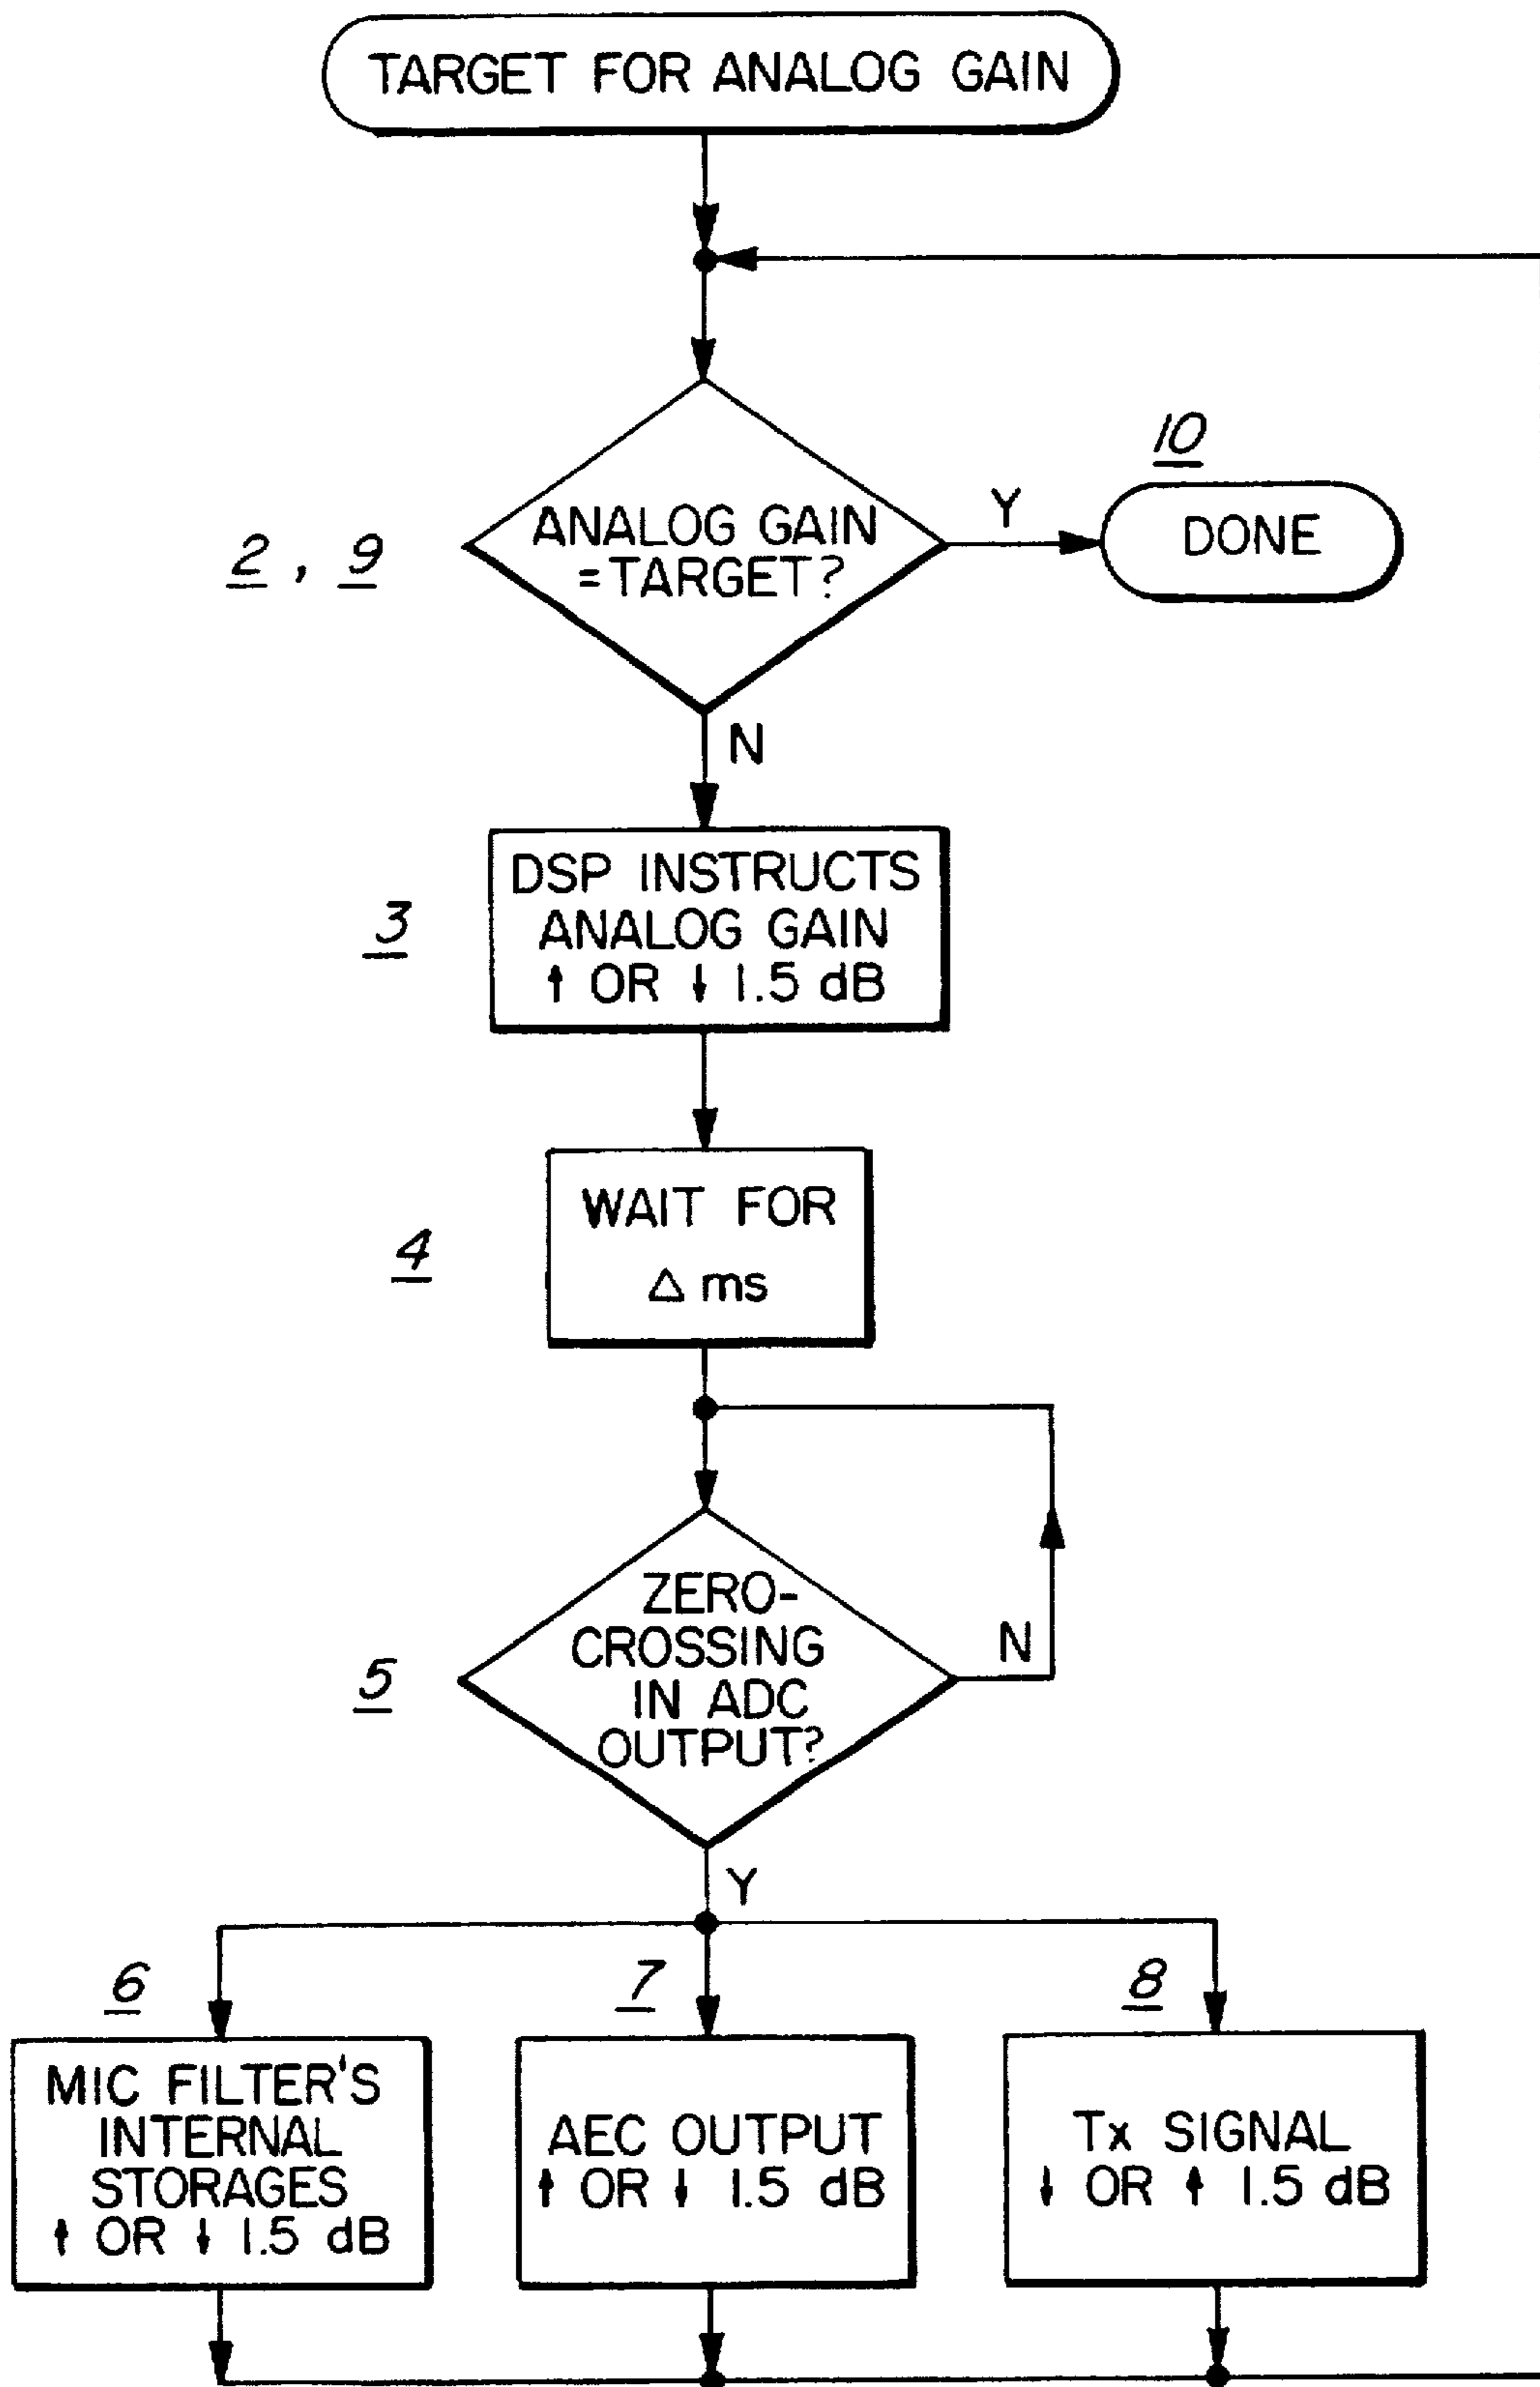 TARGET FOR ANALOG GAIN
10
2, 9
ANALOG GAIN
=TARGET?
Y
DONE
N
3
DSP INSTRUCTS
ANALOG GAIN
↑ OR ↓ 1.5 dB
4
WAIT FOR
△ ms
5
ZERO-
CROSSING
IN ADC
OUTPUT?
N
Y
6
MIC FILTER'S
INTERNAL
STORAGES
↑ OR ↓ 1.5 dB
7
AEC OUTPUT
↑ OR ↓ 1.5 dB
8
Tx SIGNAL
↓ OR ↑ 1.5 dB